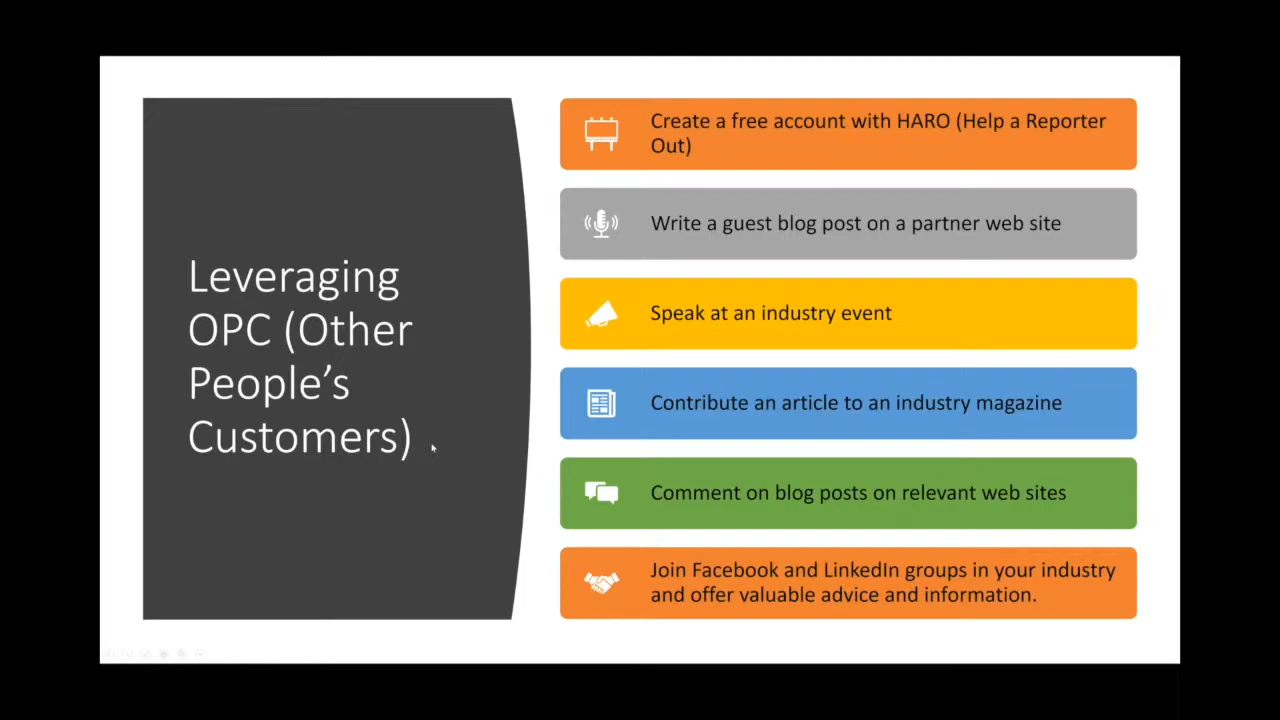 Leveraging
OPC (Other
People’s
Customers)
Create a free account with HARO (Help a Reporter
Out)
Write a guest blog post on a partner web site
Speak at an industry event
Contribute an article to an industry magazine
Comment on blog posts on relevant web sites
Join Facebook and LinkedIn groups in your industry
and offer valuable advice and information.